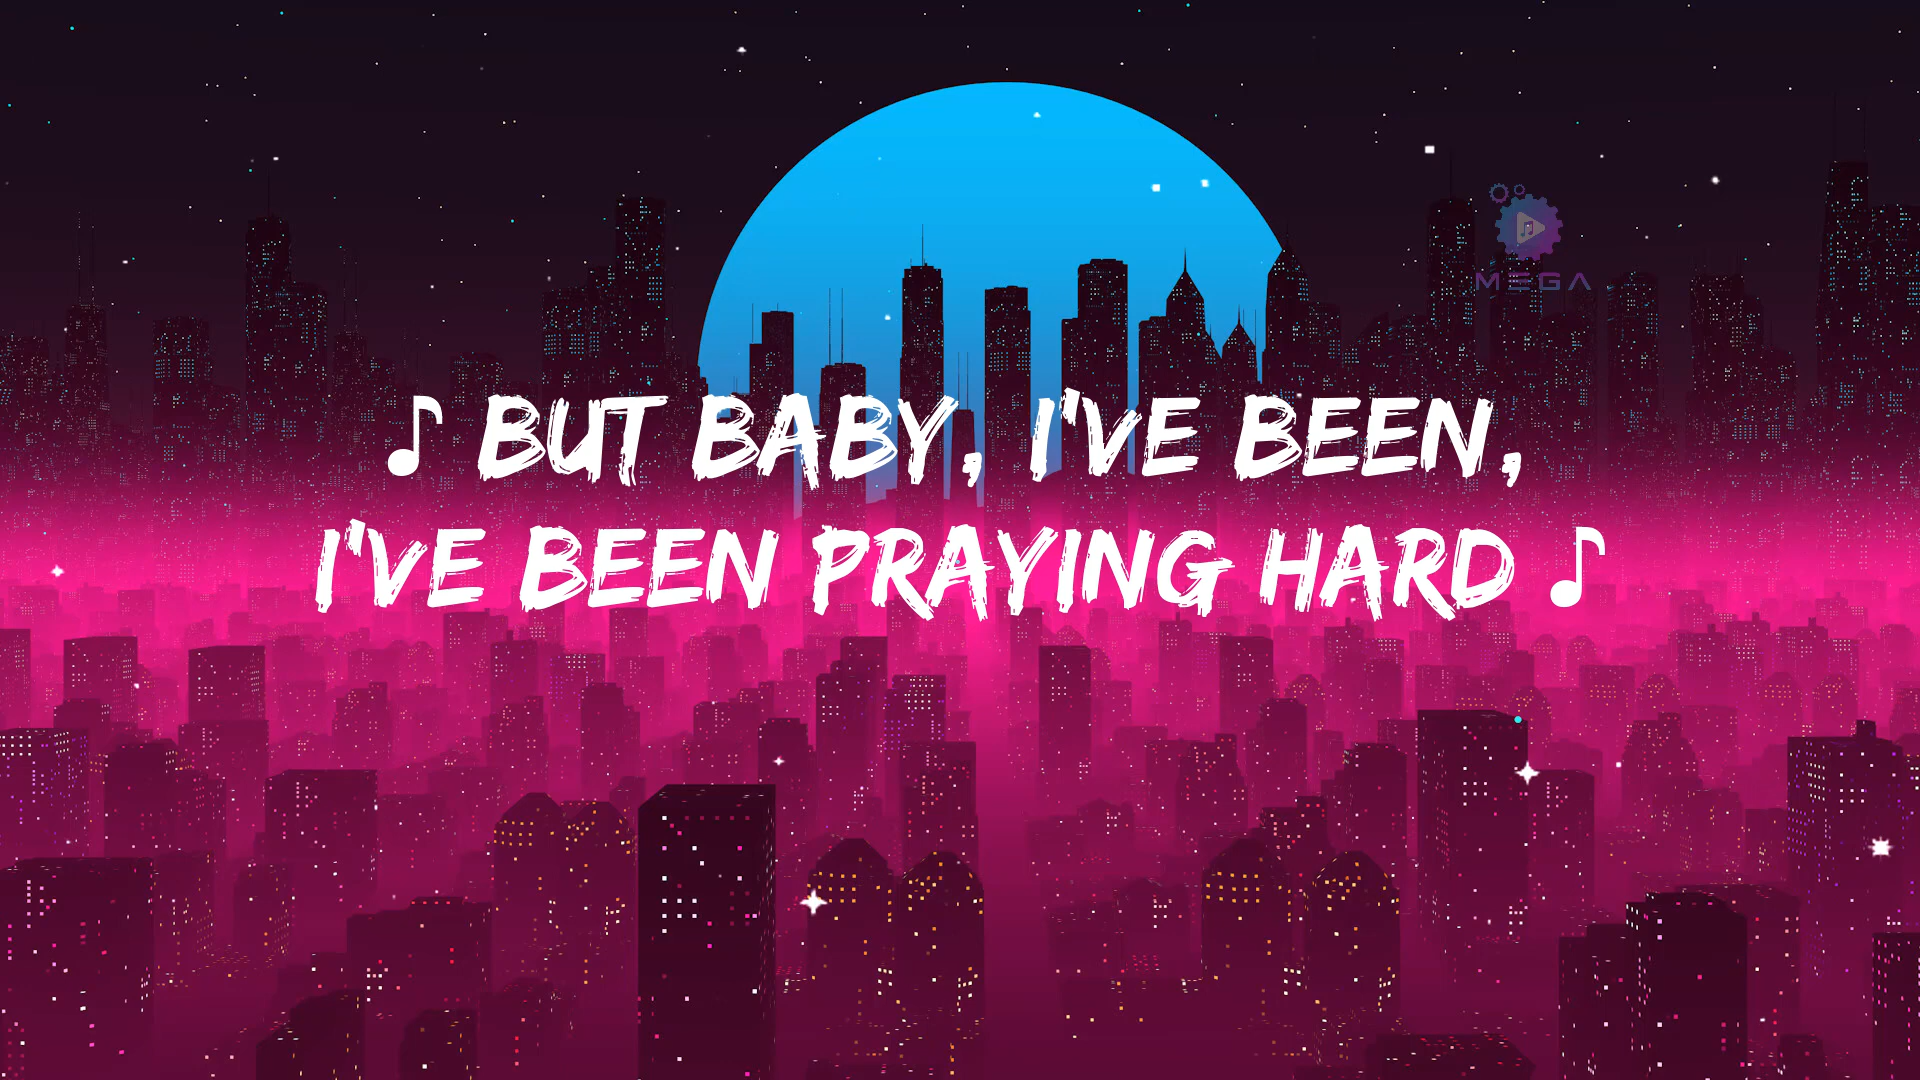 MEGA
♪ BUT BABY, I'VE BEEN,
I'VE BEEN PRAYING HARD ♪